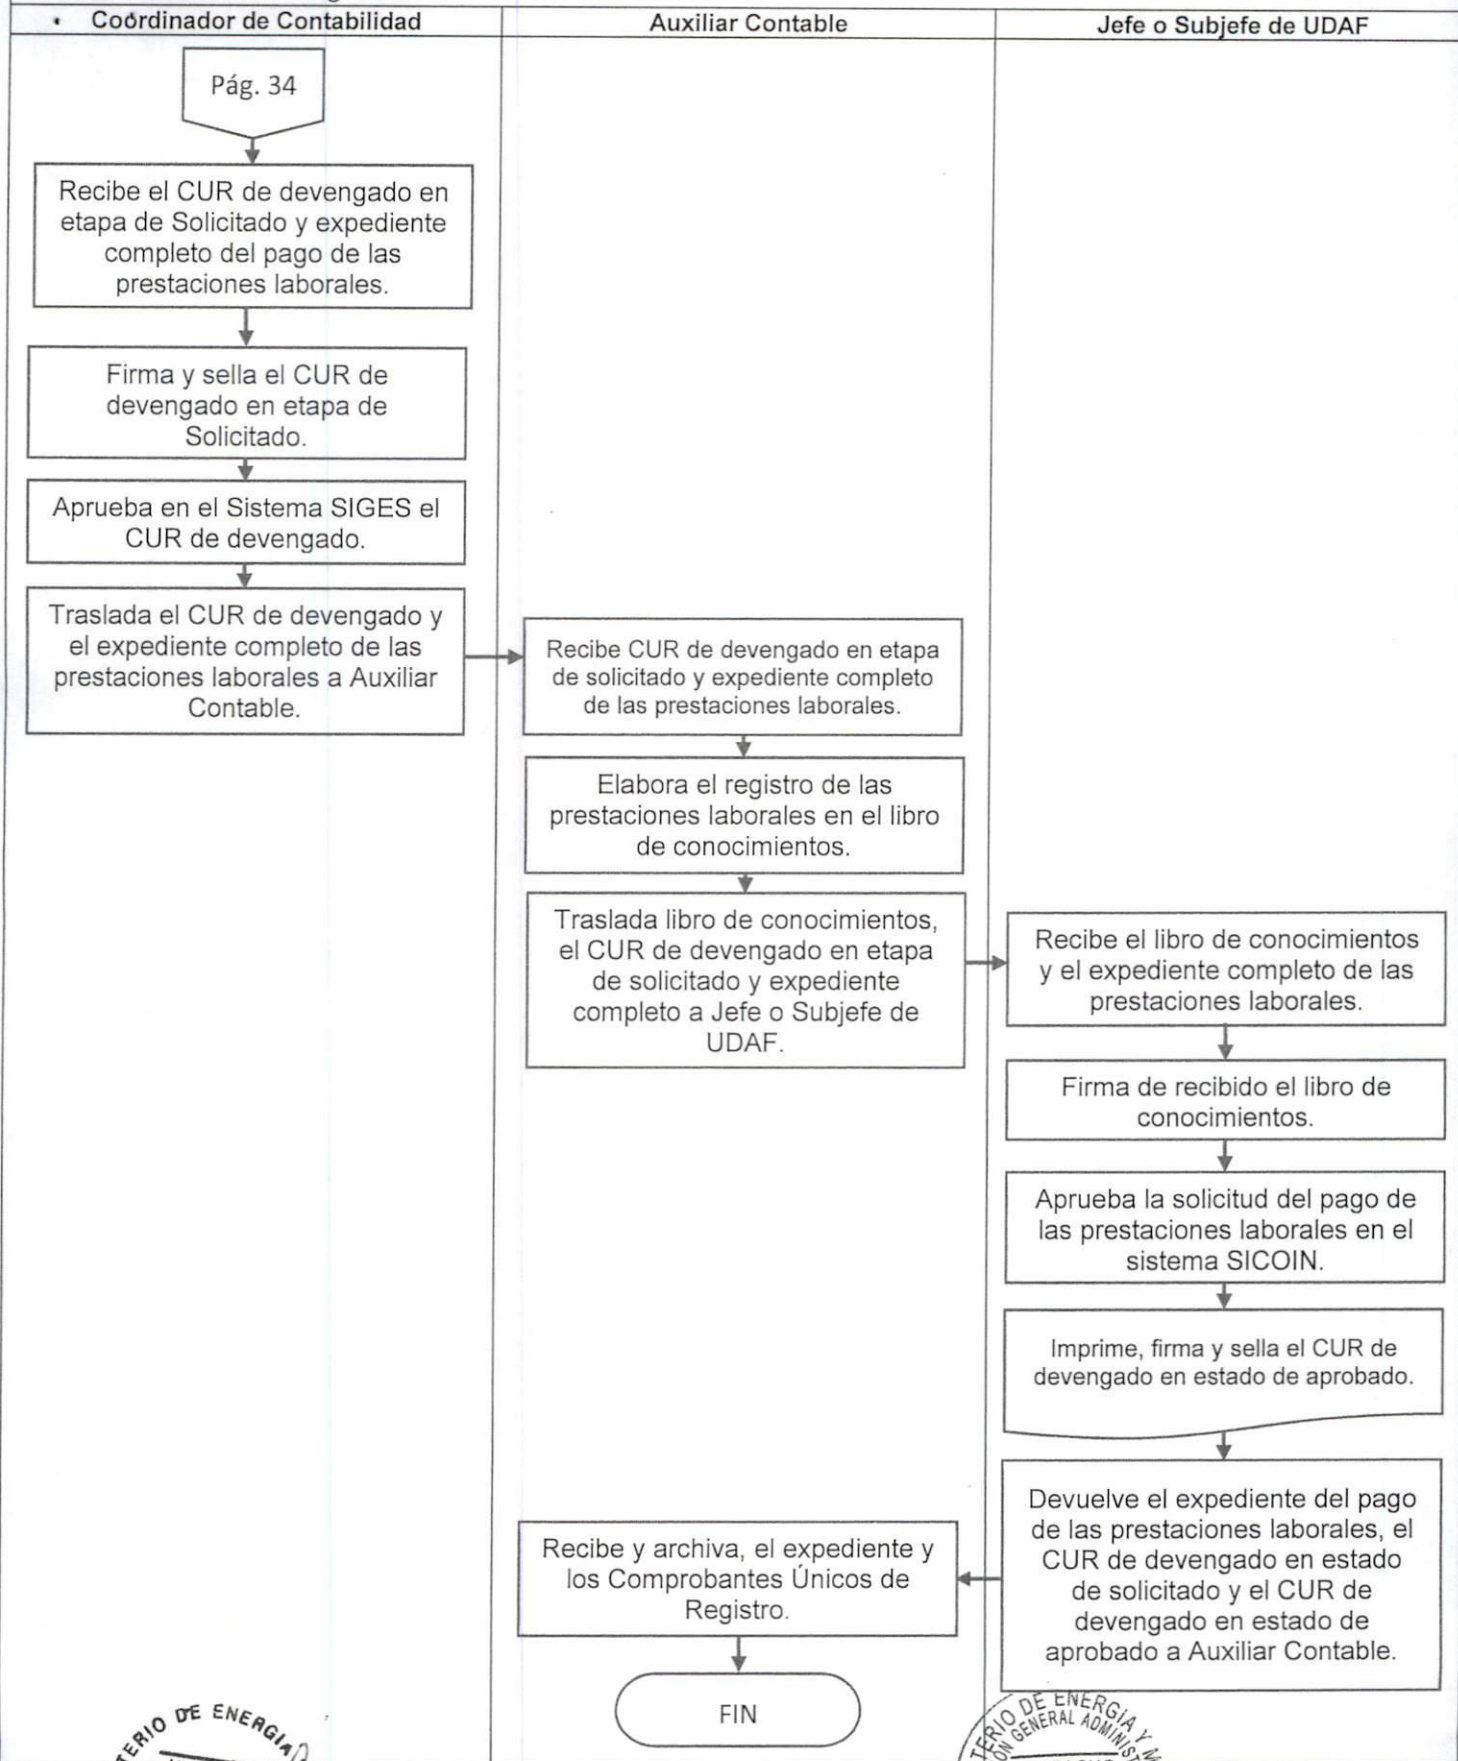 Coordinador de Contabilidad
Auxiliar Contable
Jefe o Subjefe de UDAF
Pág. 34
Recibe el CUR de devengado en
etapa de Solicitado y expediente
completo del pago de las
prestaciones laborales.
Firma y sella el CUR de
devengado en etapa de
Solicitado.
Aprueba en el Sistema SIGES el
CUR de devengado.
Traslada el CUR de devengado y
el expediente completo de las
prestaciones laborales a Auxiliar
Contable.
Recibe CUR de devengado en etapa
de solicitado y expediente completo
de las prestaciones laborales.
Elabora el registro de las
prestaciones laborales en el libro
de conocimientos.
Traslada libro de conocimientos,
el CUR de devengado en etapa
de solicitado y expediente
completo a Jefe o Subjefe de
UDAF.
Recibe el libro de conocimientos
y el expediente completo de las
prestaciones laborales.
Firma de recibido el libro de
conocimientos.
Aprueba la solicitud del pago de
las prestaciones laborales en el
sistema SICOIN.
Imprime, firma y sella el CUR de
devengado en estado de aprobado.
Devuelve el expediente del pago
de las prestaciones laborales, el
CUR de devengado en estado
de solicitado y el CUR de
devengado en estado de
aprobado a Auxiliar Contable.
Recibe y archiva, el expediente y
los Comprobantes Únicos de
Registro.
FIN
DE ENERGIA
DE ENERGIA Y
GENERAL